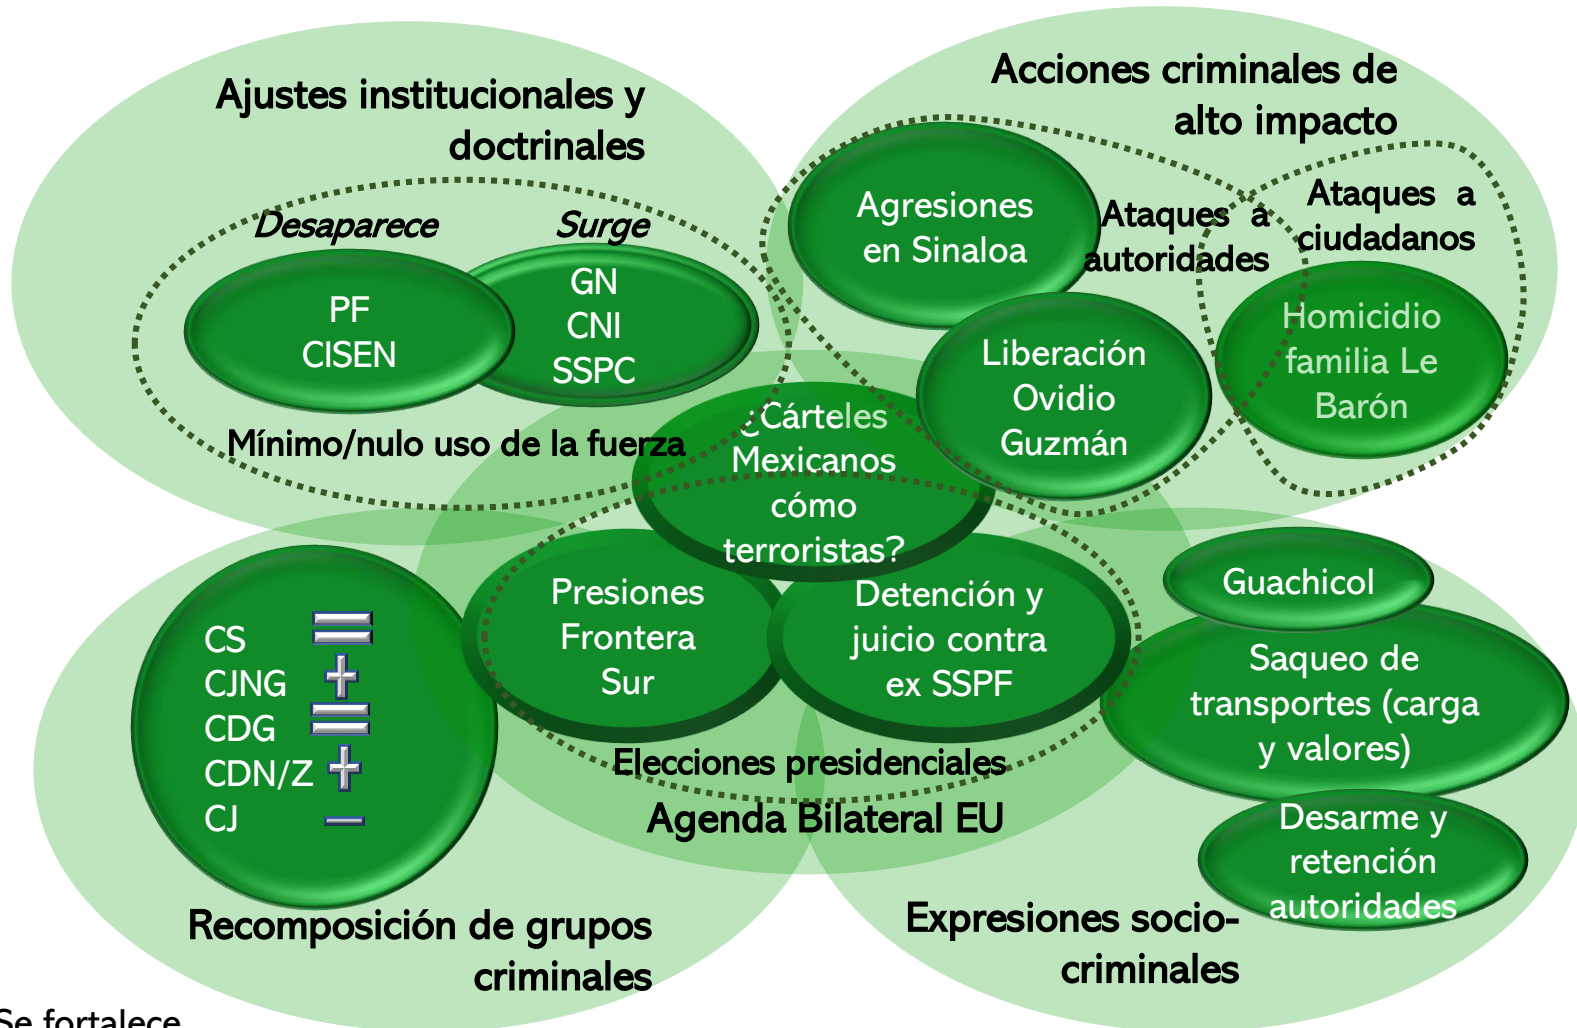 Ajustes institucionales y
doctrinales
Desaparece
Surge
PF
CISEN
GN
CNI
SSPC
Mínimo/nulo uso de la fuerza
Acciones criminales de
alto impacto
Agresiones
en Sinaloa
Ataques a
autoridades
Ataques a
ciudadanos
Liberación
Ovidio
Guzmán
Homicidio
familia Le
Barón
¿Cárteles
Mexicanos
cómo
terroristas?
Presiones
Frontera
Sur
Detención y
juicio contra
ex SSPF
Elecciones presidenciales
Agenda Bilateral EU
CS =
CJNG +
CDG =
CDN/Z +
CJ −
Recomposición de grupos
criminales
Guachicol
Saqueo de
transportes (carga
y valores)
Desarme y
retención
autoridades
Expresiones socio-
criminales
Se fortalece